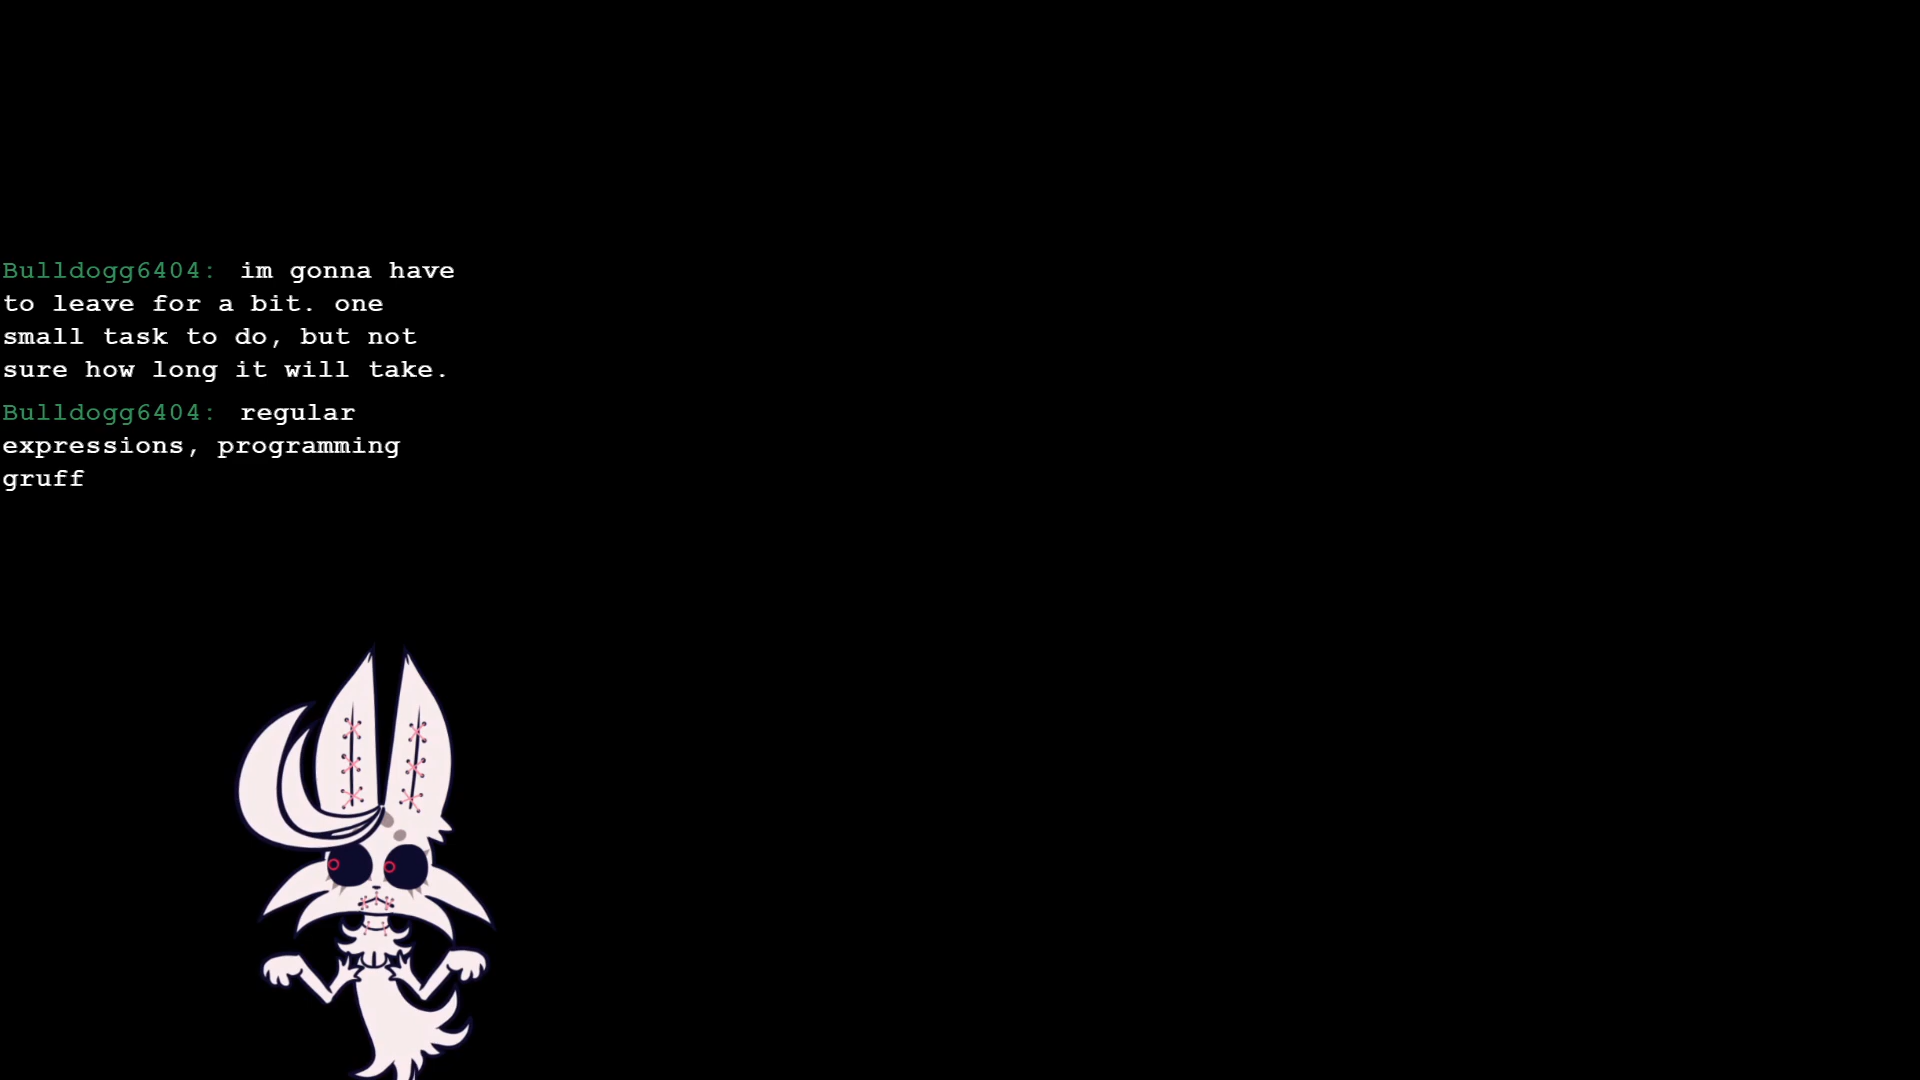 Bulldogg6404: im gonna have
to leave for a bit. one
small task to do, but not
sure how long it will take.
Bulldogg6404: regular
expressions, programming
gruff